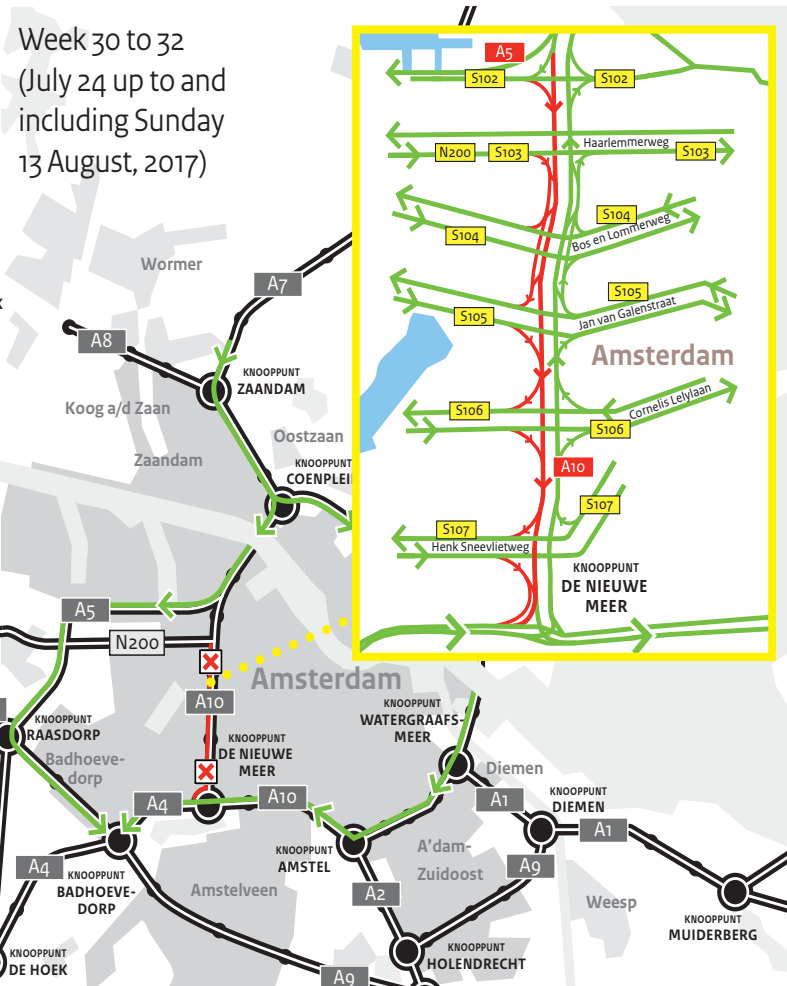 Week 30 to 32
(July 24 up to and
including Sunday
13 August, 2017)
A5
S102
S102
Haarlemmerweg
N200
S103
S103
S104
S104
Bos en Lommerweg
S105
S105
Jan van Galenstraat
Amsterdam
S106
Cornelis Lelylaan
S106
A10
S107
S107
Henk Sneevlietweg
KNOOPPUNT
DE NIEUWE
MEER
Wormer
A7
A8
KNOOPPUNT
ZAANDAM
Koog a/d Zaan
Oostzaan
Zaandam
KNOOPPUNT
COENPLEI
A5
N200
Amsterdam
A10
KNOOPPUNT
RAASDORP
KNOOPPUNT
DE NIEUWE
MEER
KNOOPPUNT
WATERGRAAFS-
MEER
Badhoeve-
dorp
Diemen
KNOOPPUNT
DIEMEN
A4
A10
A1
A1
KNOOPPUNT
AMSTEL
A'dam-
Zuidoost
A4
KNOOPPUNT
BADHOEVE-
DORP
Amstelveen
A2
A9
Weesp
KNOOPPUNT
MUIDERBERG
KNOOPPUNT
DE HOEK
KNOOPPUNT
HOLENDRECHT
A9